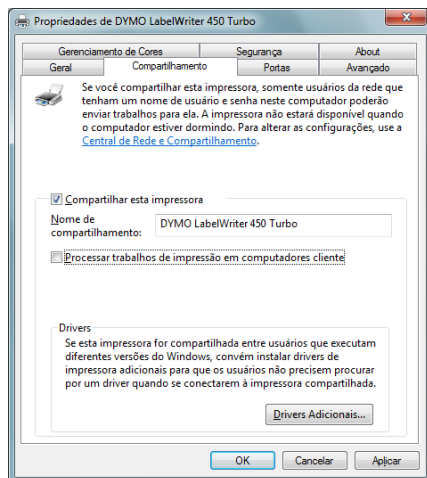 Propriedades de DYMO LabelWriter 450 Turbo
Gerenciamento de Cores Segurança About
Geral Compartilhamento Portas Avançado
Se você compartilhar esta impressora, somente usuários da rede que
tenham um nome de usuário e senha neste computador poderão
enviar trabalhos para ela. A impressora não estará disponível quando
o computador estiver dormindo. Para alterar as configurações, use a
Central de Rede e Compartilhamento.
Compartilhar esta impressora
Nome de
compartilhamento:
DYMO LabelWriter 450 Turbo
Processar trabalhos de impressão em computadores cliente
Drivers
Se esta impressora for compartilhada entre usuários que executam
diferentes versões do Windows, convém instalar drivers de
impressora adicionais para que os usuários não precisem procurar
por um driver quando se conectarem à impressora compartilhada.
Drivers Adicionais...
OK Cancelar Aplicar